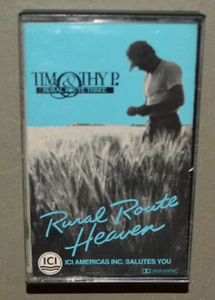 TIMOTHY P.
& RURAL ROUTE THREE
Rural Route
Heaven
ICI
ICI AMERICAS INC. SALUTES YOU